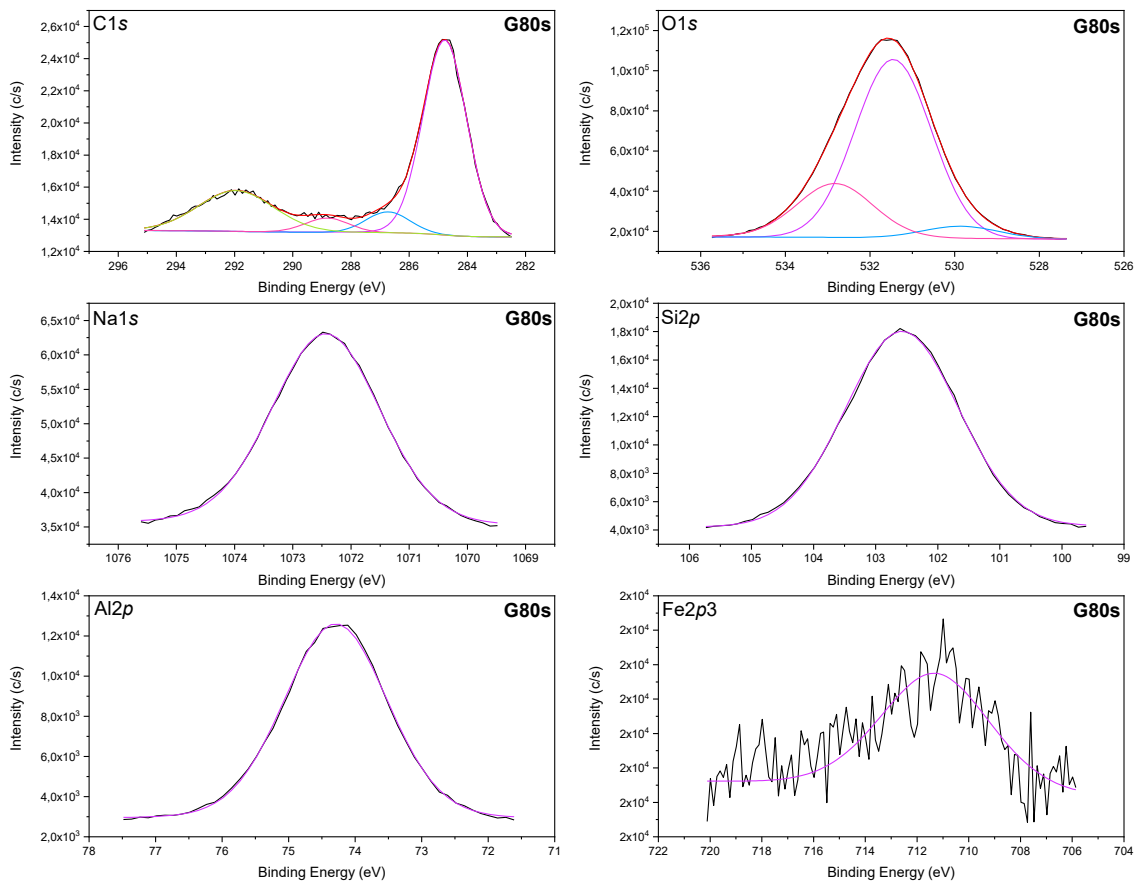 C1s
G80s
2,6x10⁴
2,4x10⁴
2,2x10⁴
2,0x10⁴
1,8x10⁴
1,6x10⁴
1,4x10⁴
1,2x10⁴
Intensity (c/s)
296 294 292 290 288 286 284 282
Binding Energy (eV)
O1s
G80s
1,2x10⁵
1,0x10⁵
8,0x10⁴
6,0x10⁴
4,0x10⁴
2,0x10⁴
Intensity (c/s)
536 534 532 530 528 526
Binding Energy (eV)
Na1s
G80s
6,5x10⁴
6,0x10⁴
5,5x10⁴
5,0x10⁴
4,5x10⁴
4,0x10⁴
3,5x10⁴
Intensity (c/s)
1076 1075 1074 1073 1072 1071 1070 1069
Binding Energy (eV)
Si2p
G80s
2,0x10⁴
1,8x10⁴
1,6x10⁴
1,4x10⁴
1,2x10⁴
1,0x10⁴
8,0x10³
6,0x10³
4,0x10³
Intensity (c/s)
106 105 104 103 102 101 100 99
Binding Energy (eV)
Al2p
G80s
1,4x10⁴
1,2x10⁴
1,0x10⁴
8,0x10³
6,0x10³
4,0x10³
2,0x10³
Intensity (c/s)
78 77 76 75 74 73 72 71
Binding Energy (eV)
Fe2p3
G80s
2x10⁴
2x10⁴
2x10⁴
2x10⁴
2x10⁴
2x10⁴
2x10⁴
2x10⁴
Intensity (c/s)
722 720 718 716 714 712 710 708 706 704
Binding Energy (eV)